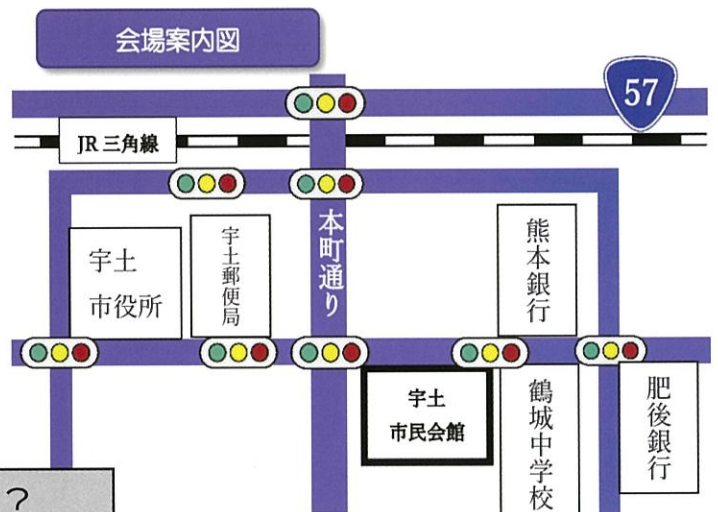 会場案内図
57
JR三角線
本町通り
宇土
市役所
宇土郵便局
熊本銀行
宇土
市民会館
鶴城中学校
肥後銀行
?